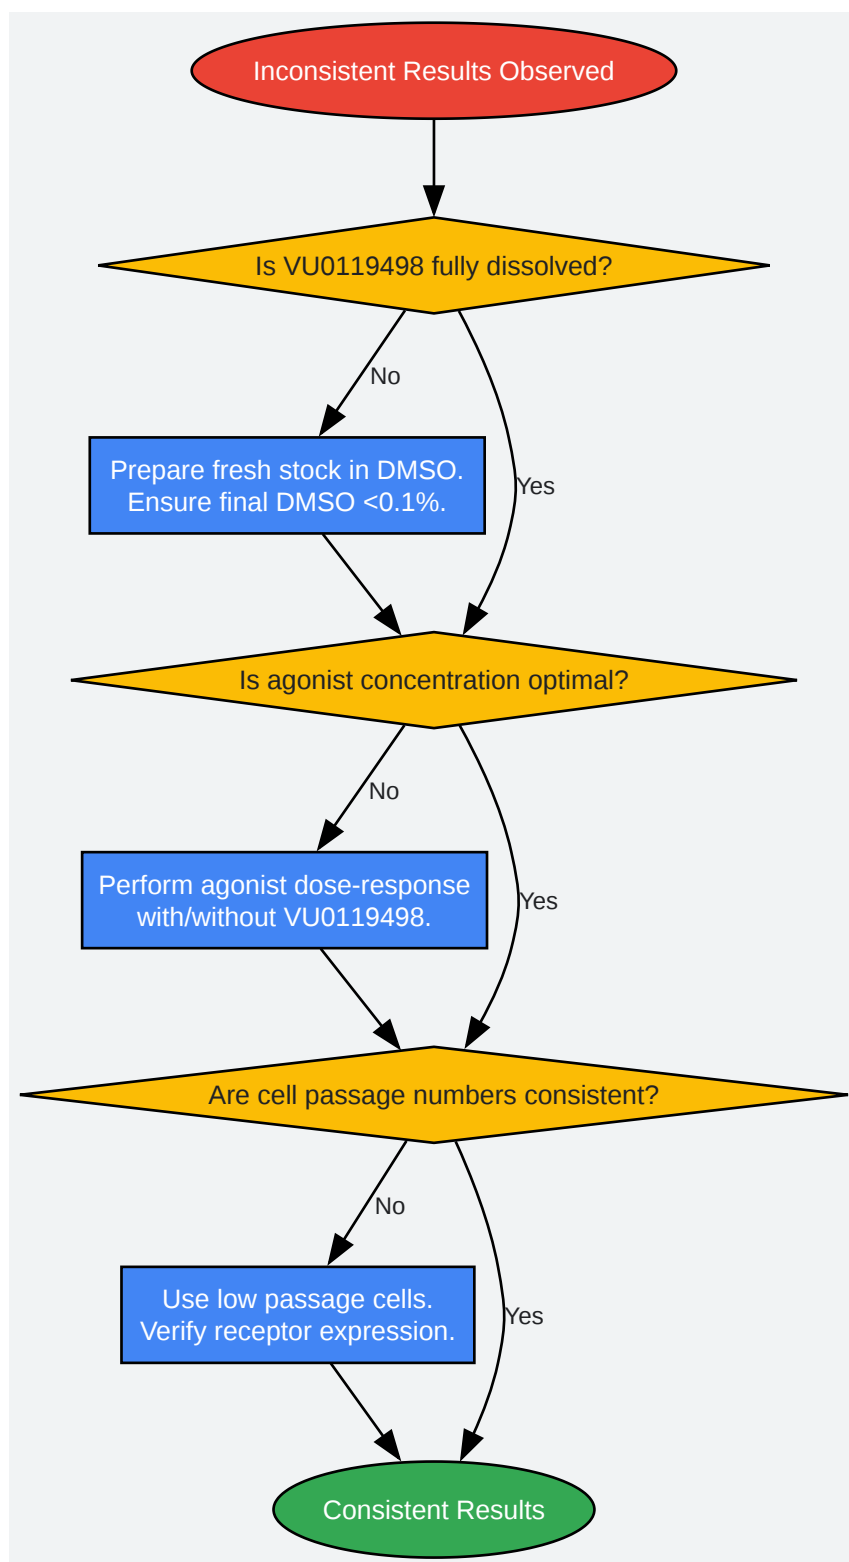 Inconsistent Results Observed
Is VU0119498 fully dissolved?
No
Prepare fresh stock in DMSO.
Ensure final DMSO <0.1%.
Yes
Is agonist concentration optimal?
No
Perform agonist dose-response
with/without VU0119498.
Yes
Are cell passage numbers consistent?
No
Use low passage cells.
Verify receptor expression.
Yes
Consistent Results